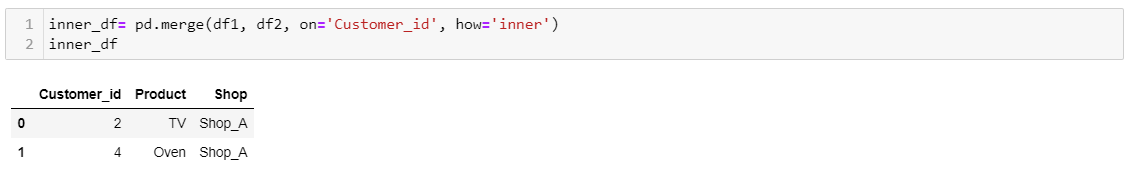 1 inner_df= pd.merge(df1, df2, on='Customer_id', how='inner')
2 inner_df
Customer_id Product Shop
0 2 TV Shop_A
1 4 Oven Shop_A